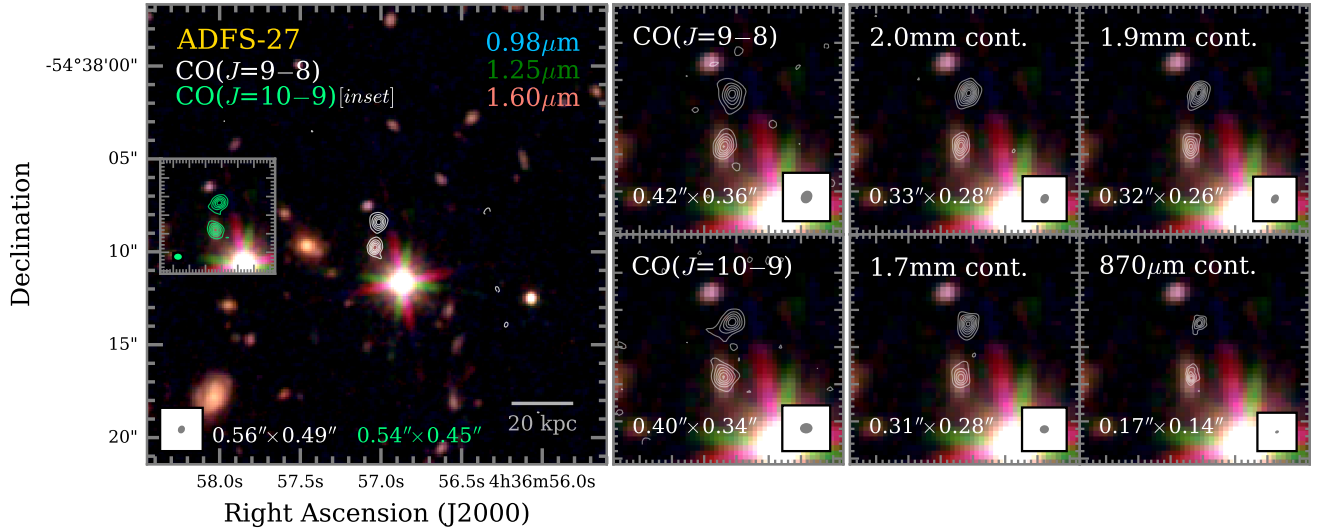 ADFS-27
CO(J=9−8)
CO(J=10−9)[inset]
0.98μm
1.25μm
1.60μm
-54°38'00"
05"
10"
15"
20"
Declination
0.56″×0.49″
0.54″×0.45″
20 kpc
58.0s
57.5s
57.0s
56.5s
4h36m56.0s
Right Ascension (J2000)
CO(J=9−8)
0.42″×0.36″
2.0mm cont.
0.33″×0.28″
1.9mm cont.
0.32″×0.26″
CO(J=10−9)
0.40″×0.34″
1.7mm cont.
0.31″×0.28″
870μm cont.
0.17″×0.14″